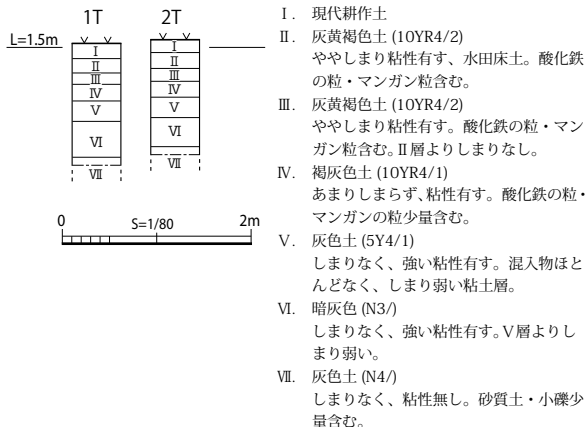 1T
2T
L=1.5m
Ⅰ
Ⅱ
Ⅲ
Ⅳ
Ⅴ
Ⅵ
Ⅶ
Ⅰ
Ⅱ
Ⅲ
Ⅳ
Ⅴ
Ⅵ
Ⅶ
0 S=1/80 2m
Ⅰ. 現代耕作土
Ⅱ. 灰黄褐色土 (10YR4/2)
ややしまり粘性有す、水田床土。酸化鉄
の粒・マンガン粒含む。
Ⅲ. 灰黄褐色土 (10YR4/2)
ややしまり粘性有す。酸化鉄の粒・マン
ガン粒含む。Ⅱ層よりしまりなし。
Ⅳ. 褐灰色土 (10YR4/1)
あまりしまらず、粘性有す。酸化鉄の粒・
マンガンの粒少量含む。
Ⅴ. 灰色土 (5Y4/1)
しまりなく、強い粘性有す。混入物ほと
んどなく、しまり弱い粘土層。
Ⅵ. 暗灰色 (N3/)
しまりなく、強い粘性有す。Ⅴ層よりし
まり弱い。
Ⅶ. 灰色土 (N4/)
しまりなく、粘性無し。砂質土・小礫少
量含む。